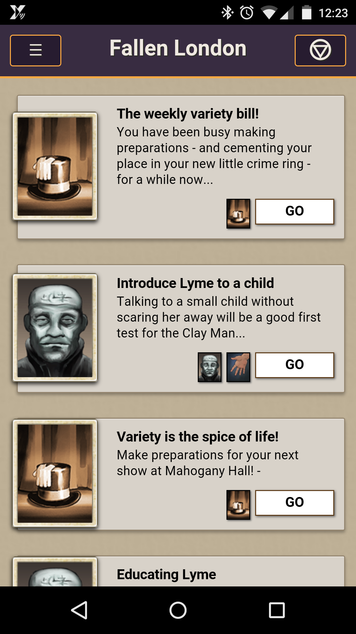 12:23
Fallen London
The weekly variety bill!
You have been busy making
preparations - and cementing your
place in your new little crime ring -
for a while now...
GO
Introduce Lyme to a child
Talking to a small child without
scaring her away will be a good first
test for the Clay Man...
GO
Variety is the spice of life!
Make preparations for your next
show at Mahogany Hall! -
GO
Educating Lyme